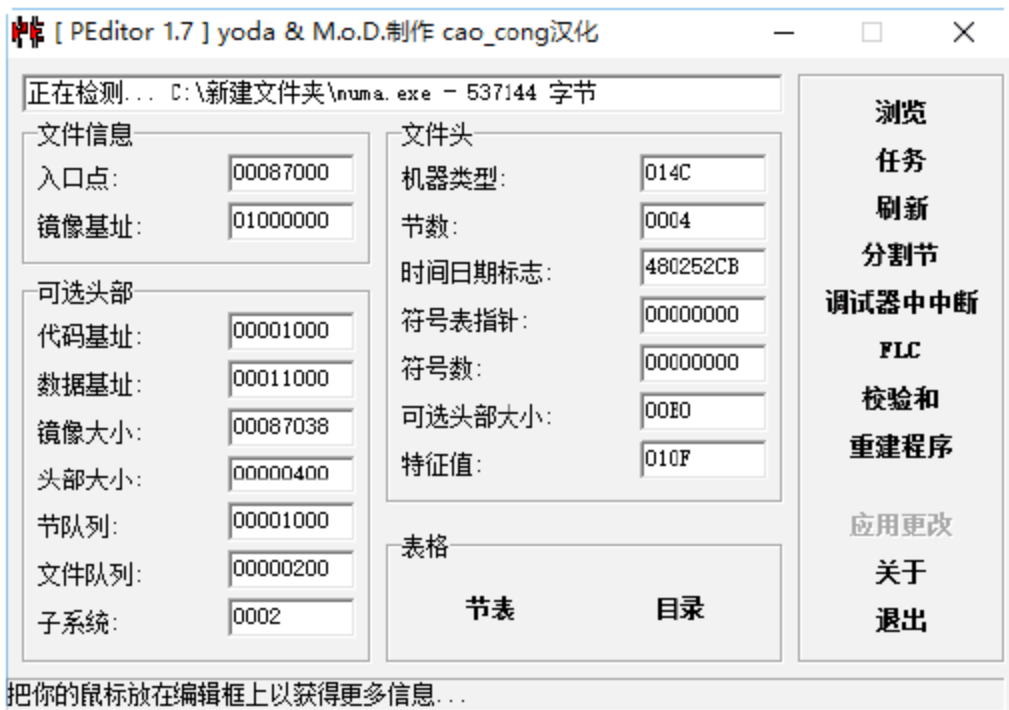 [ PEditor 1.7 ] yoda & M.o.D.制作 cao_cong汉化
正在检测... C:\新建文件夹\numa.exe - 537144 字节
文件信息
入口点: 00087000
镜像基址: 01000000
可选头部
代码基址: 00001000
数据基址: 00011000
镜像大小: 00087038
头部大小: 00000400
节队列: 00001000
文件队列: 00000200
子系统: 0002
文件头
机器类型: 014C
节数: 0004
时间日期标志: 480252CB
符号表指针: 00000000
符号数: 00000000
可选头部大小: 00E0
特征值: 010F
表格
节表 目录
浏览
任务
刷新
分割节
调试器中中断
FLC
校验和
重建程序
应用更改
关于
退出
把你的鼠标放在编辑框上以获得更多信息...